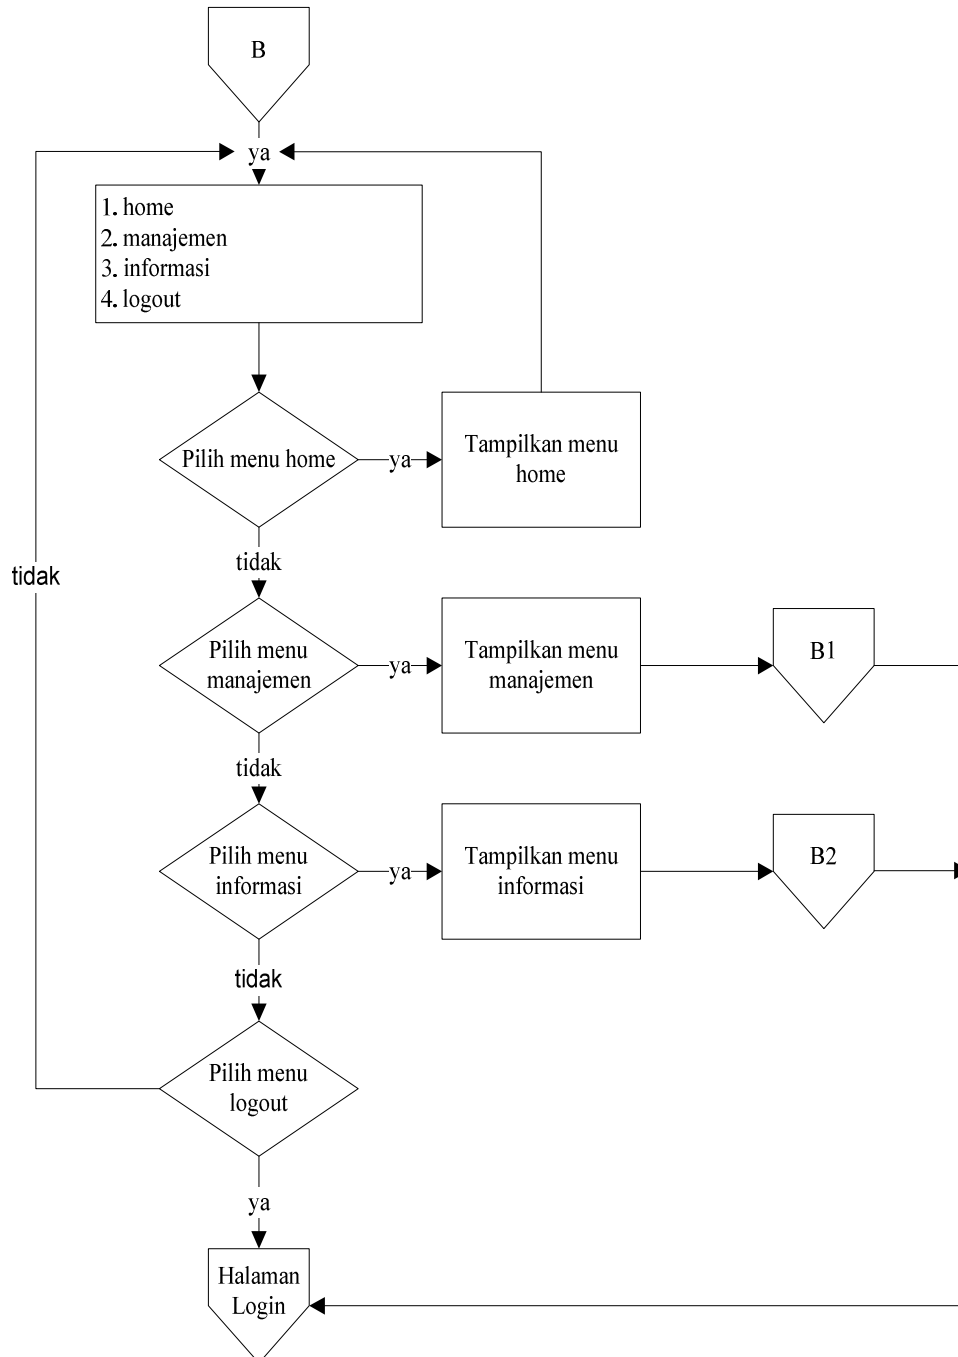 B
ya
1. home
2. manajemen
3. informasi
4. logout
Pilih menu home
ya
Tampilkan menu
home
tidak
tidak
Pilih menu
manajemen
ya
Tampilkan menu
manajemen
B1
tidak
Pilih menu
informasi
ya
Tampilkan menu
informasi
B2
tidak
Pilih menu
logout
ya
Halaman
Login